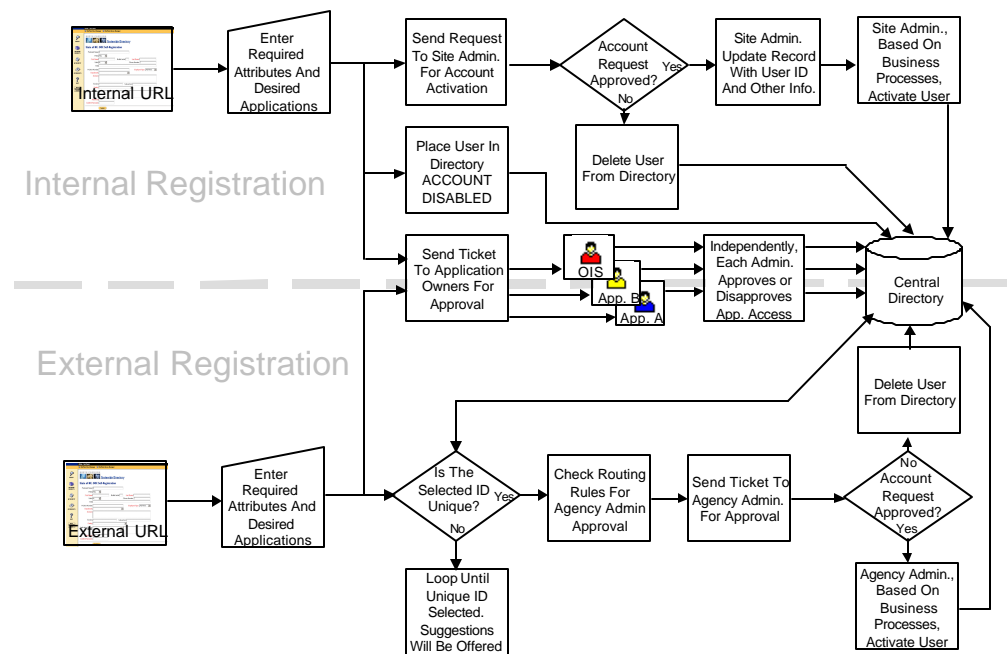 Internal URL
Enter
Required
Attributes And
Desired
Applications
Send Request
To Site Admin.
For Account
Activation
Account
Request
Approved?
Yes
No
Site Admin.
Update Record
With User ID
And Other Info.
Site Admin.,
Based On
Business
Processes,
Activate User
Place User In
Directory
ACCOUNT
DISABLED
Delete User
From Directory
Internal Registration
Send Ticket
To Application
Owners For
Approval
OIS
App. B
App. A
Independently,
Each Admin.
Approves or
Disapproves
App. Access
Central
Directory
External Registration
Delete User
From Directory
External URL
Enter
Required
Attributes And
Desired
Applications
Is The
Selected ID
Unique?
Yes
No
Check Routing
Rules For
Agency Admin
Approval
Send Ticket To
Agency Admin.
For Approval
No
Account
Request
Approved?
Yes
Loop Until
Unique ID
Selected.
Suggestions
Will Be Offered
Agency Admin.,
Based On
Business
Processes,
Activate User